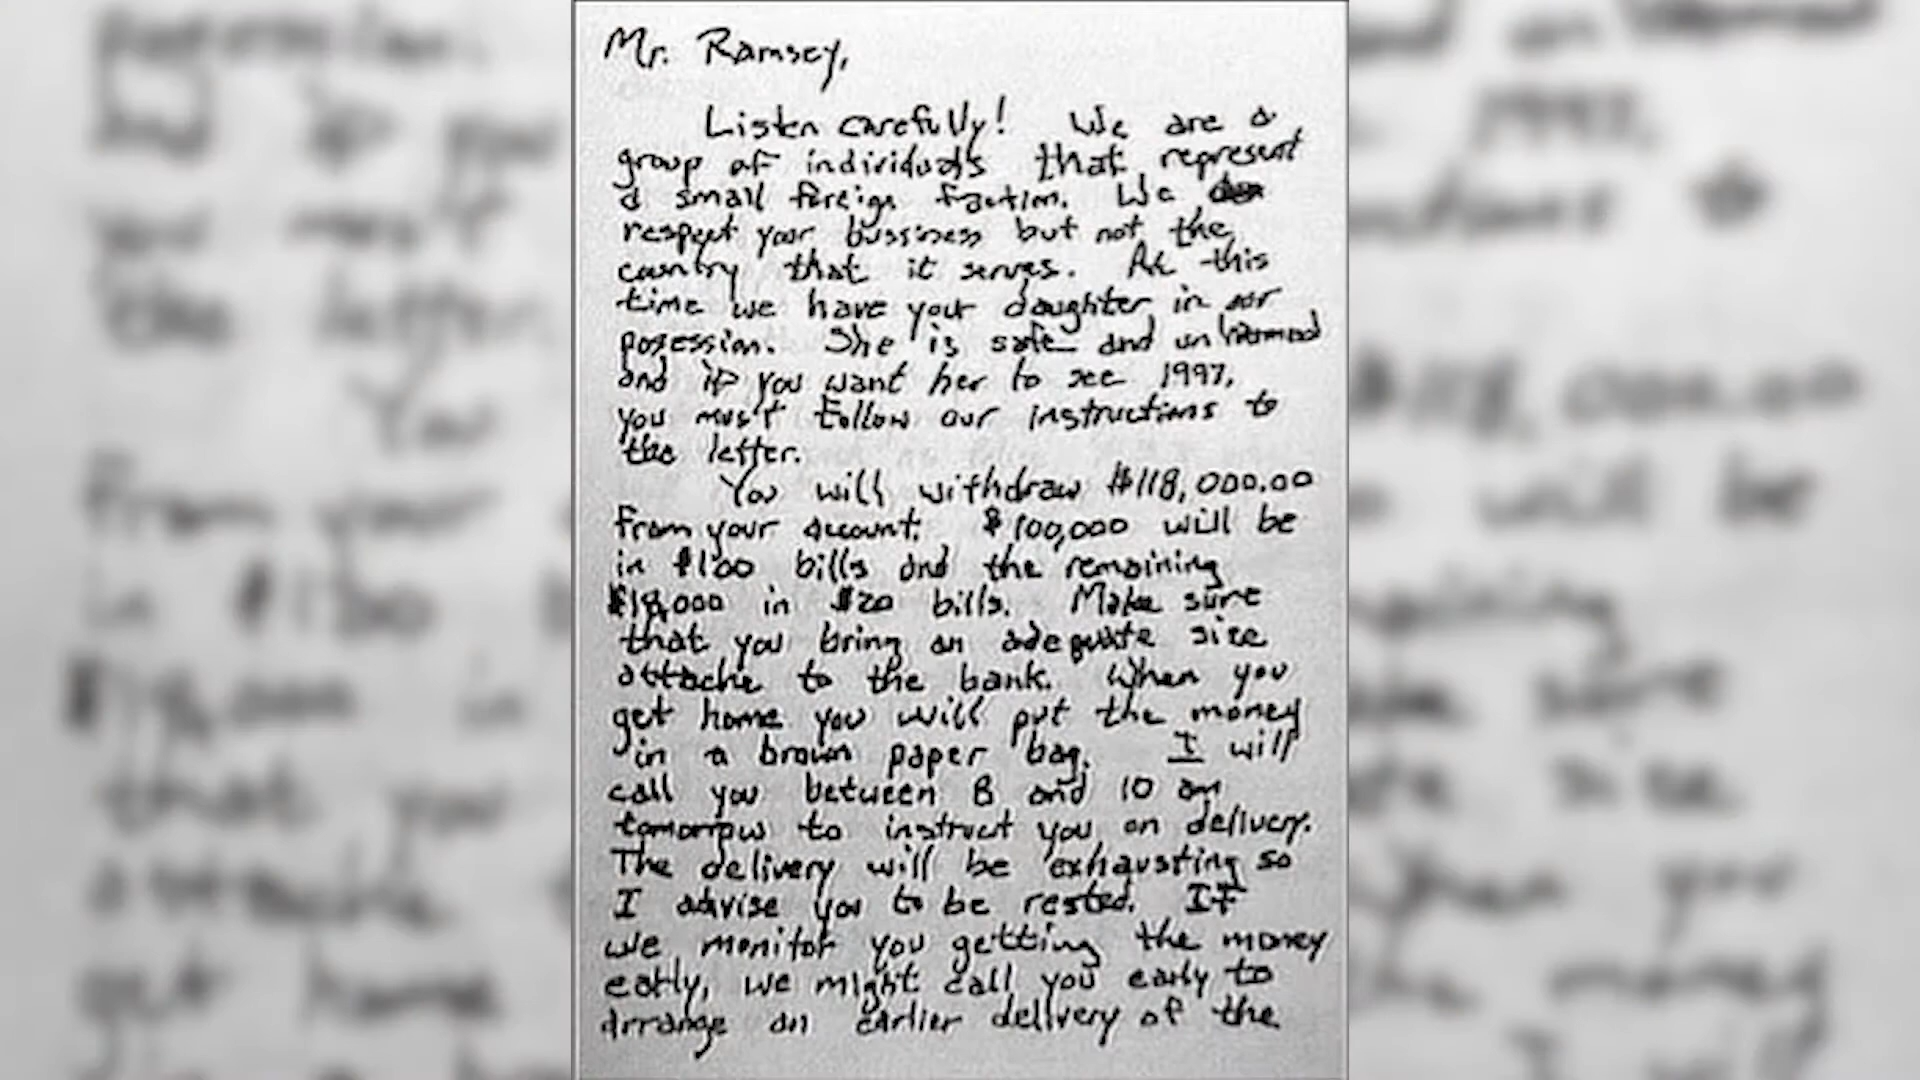 Mr. Ramsey,
Listen carefully! We are a
group of individuals that represent
a small foreign faction. We
respect your bussiness but not the
country that it serves. At this
time we have your daughter in our
posession. She is safe and unharmed
and if you want her to see 1997,
you must follow our instructions to
the letter.
You will withdraw $118,000.00
from your account. $100,000 will be
in $100 bills and the remaining
$18,000 in $20 bills. Make sure
that you bring an adequate size
attache to the bank. When you
get home you will put the money
in a brown paper bag. I will
call you between 8 and 10 am
tomorrow to instruct you on delivery.
The delivery will be exhausting so
I advise you to be rested. If
we monitor you getting the money
early, we might call you early to
arrange an earlier delivery of the